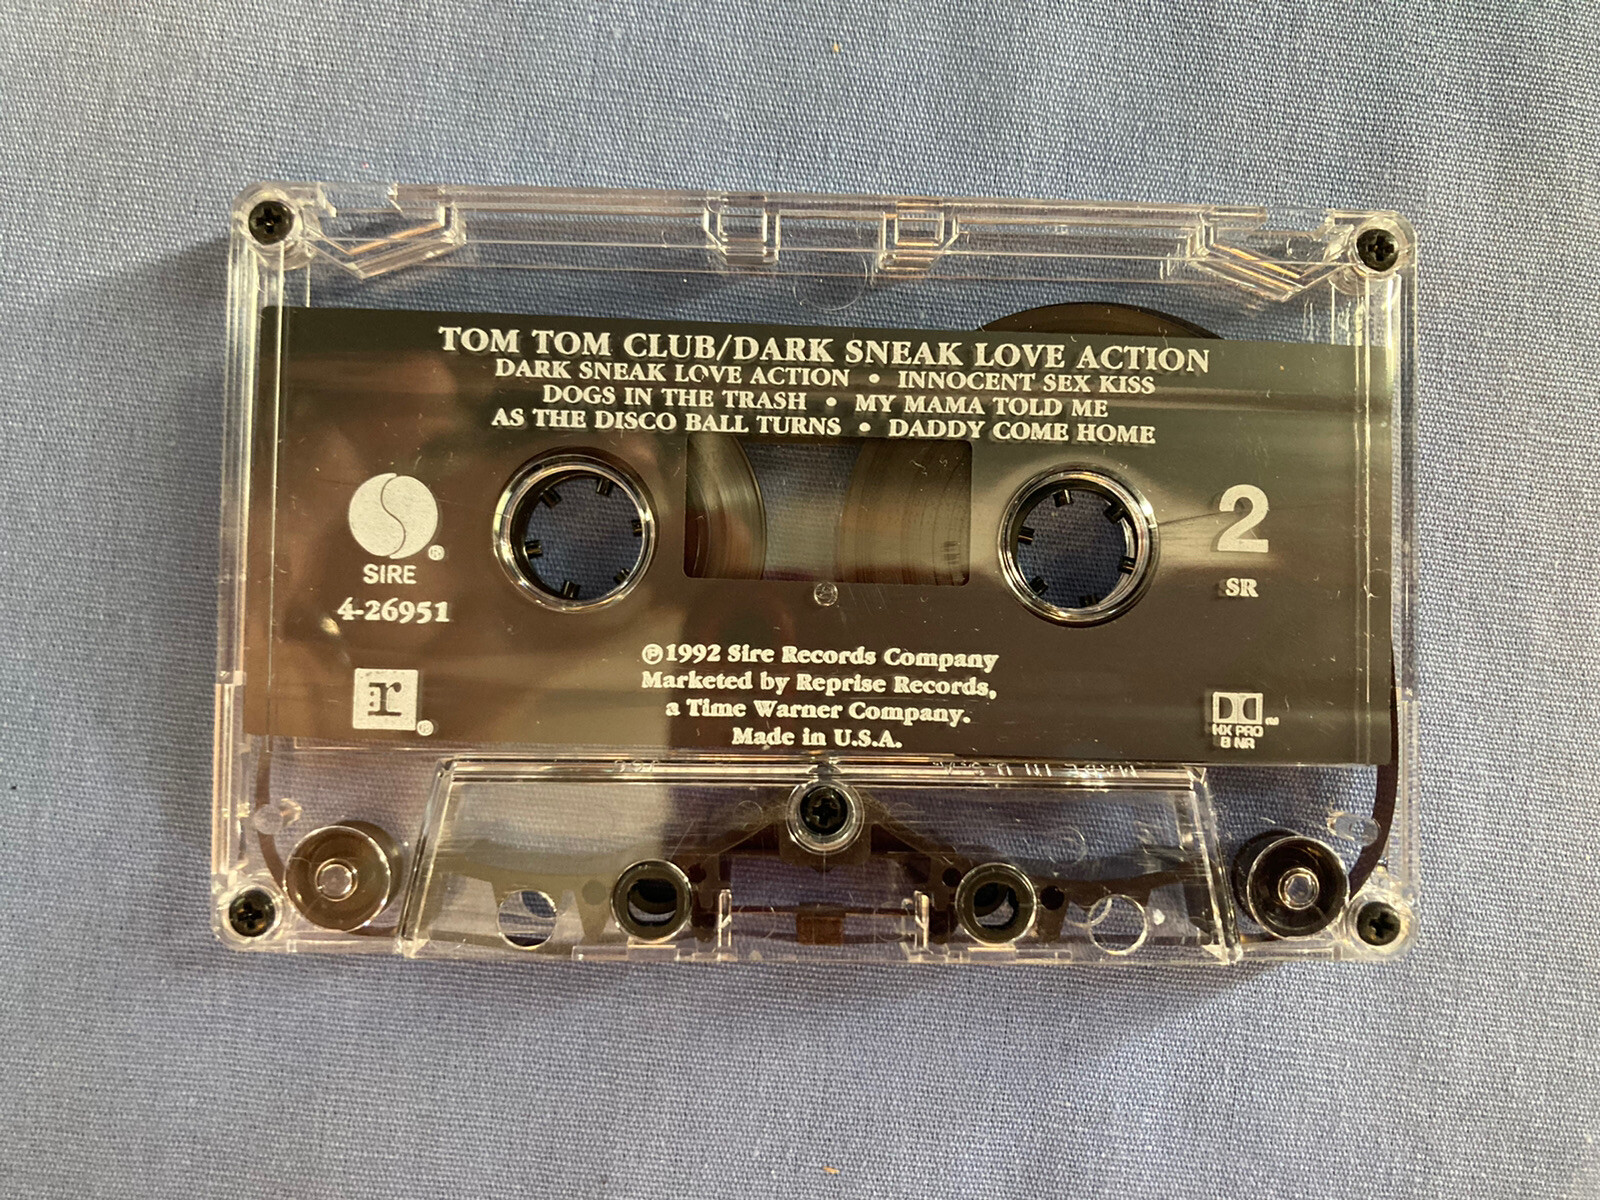 TOM TOM CLUB/DARK SNEAK LOVE ACTION
DARK SNEAK LOVE ACTION • INNOCENT SEX KISS
DOGS IN THE TRASH • MY MAMA TOLD ME
AS THE DISCO BALL TURNS • DADDY COME HOME
SIRE
®
4-26951
2
SR
℗1992 Sire Records Company
Marketed by Reprise Records,
a Time Warner Company.
Made in U.S.A.
r
®
HX PRO
B NR
MADE IN U.S.A.